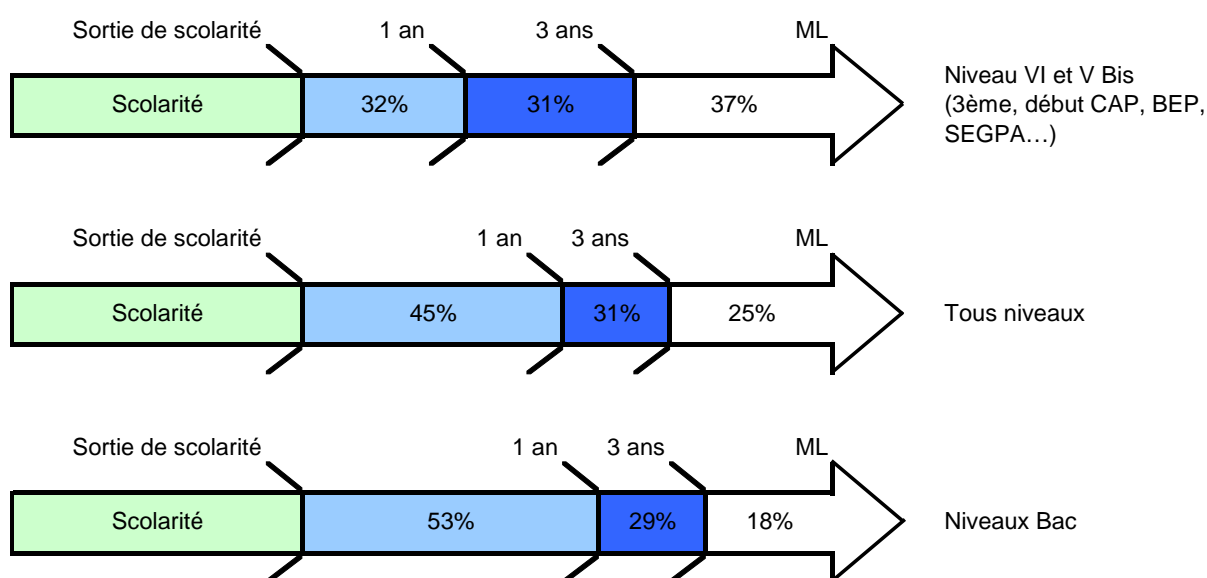 Sortie de scolarité 1 an 3 ans ML
Scolarité 32% 31% 37%
Niveau VI et V Bis
(3ème, début CAP, BEP,
SEGPA…)
Sortie de scolarité 1 an 3 ans ML
Scolarité 45% 31% 25% Tous niveaux
Sortie de scolarité 1 an 3 ans ML
Scolarité 53% 29% 18% Niveaux Bac